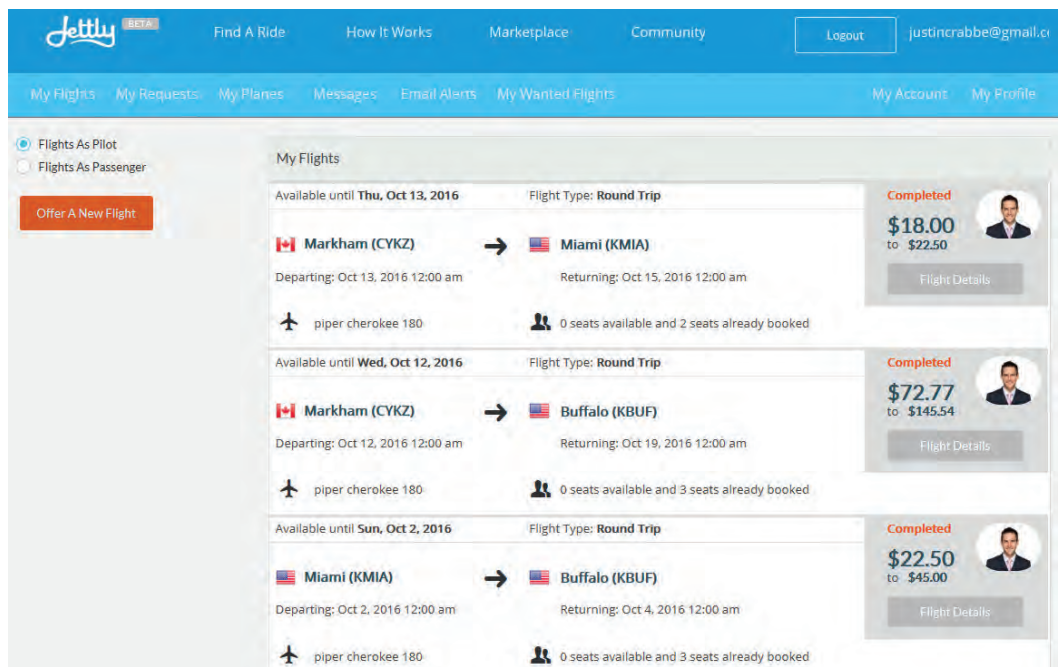 Jettly BETA Find A Ride How It Works Marketplace Community Logout justincrabbe@gmail.c
My Flights My Requests My Planes Messages Email Alerts My Wanted Flights My Account My Profile
Flights As Pilot
Flights As Passenger
Offer A New Flight
My Flights
Available until Thu, Oct 13, 2016 Flight Type: Round Trip Completed
$18.00
to $22.50
Markham (CYKZ) Miami (KMIA)
Departing: Oct 13, 2016 12:00 am Returning: Oct 15, 2016 12:00 am Flight Details
piper cherokee 180 0 seats available and 2 seats already booked
Available until Wed, Oct 12, 2016 Flight Type: Round Trip Completed
$72.77
to $145.54
Markham (CYKZ) Buffalo (KBUF)
Departing: Oct 12, 2016 12:00 am Returning: Oct 19, 2016 12:00 am Flight Details
piper cherokee 180 0 seats available and 3 seats already booked
Available until Sun, Oct 2, 2016 Flight Type: Round Trip Completed
$22.50
to $45.00
Miami (KMIA) Buffalo (KBUF)
Departing: Oct 2, 2016 12:00 am Returning: Oct 4, 2016 12:00 am Flight Details
piper cherokee 180 0 seats available and 3 seats already booked